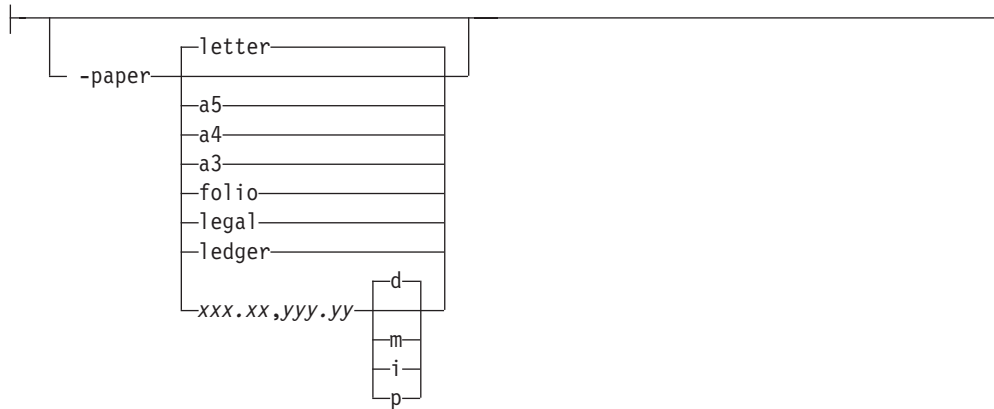 letter
-paper
a5
a4
a3
folio
legal
ledger
d
xxx.xx,yyy.yy
m
i
p